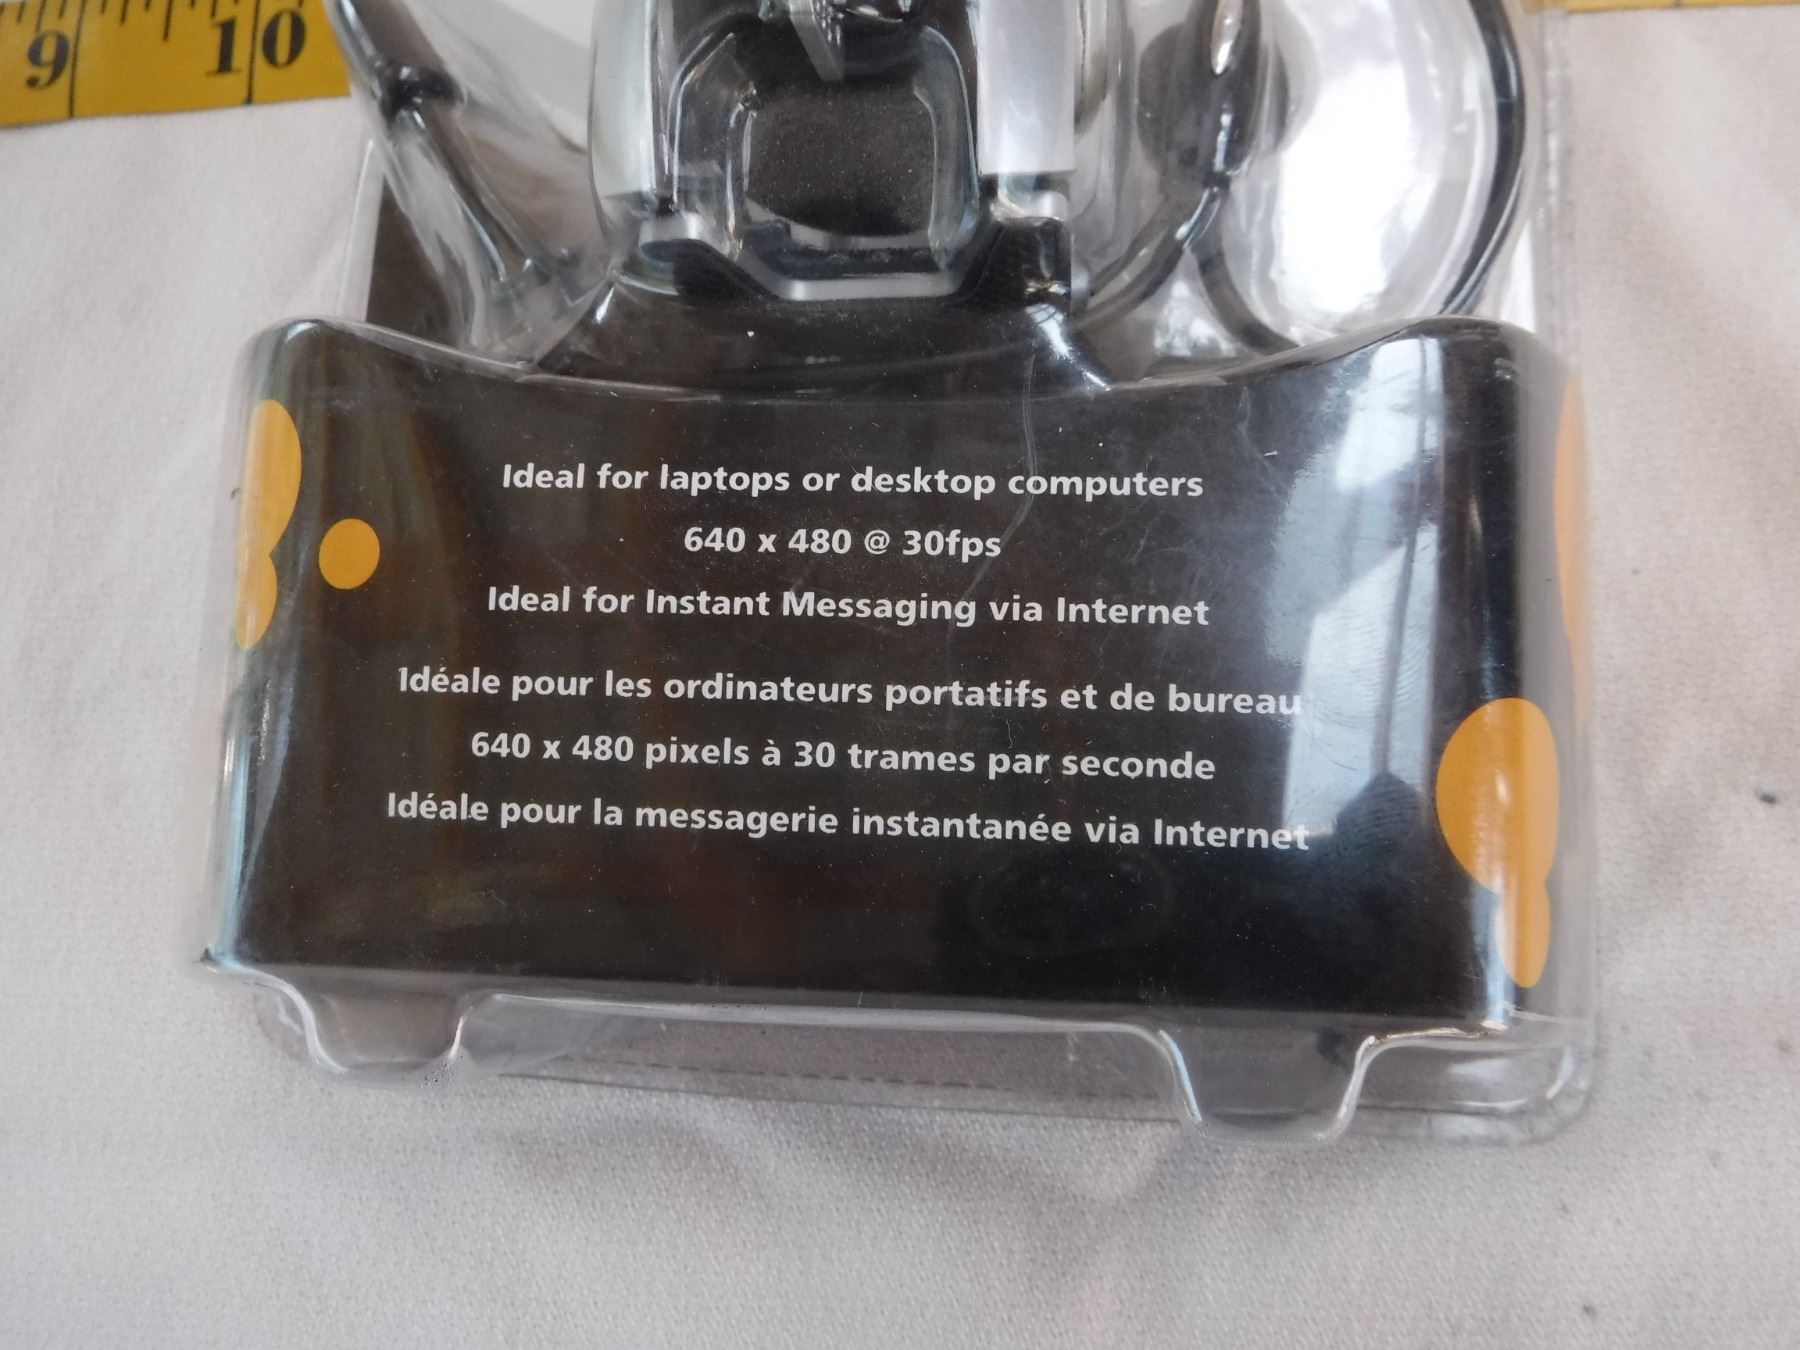 9 10
Ideal for laptops or desktop computers
640 x 480 @ 30fps
Ideal for Instant Messaging via Internet
Idéale pour les ordinateurs portatifs et de bureau
640 x 480 pixels à 30 trames par seconde
Idéale pour la messagerie instantanée via Internet